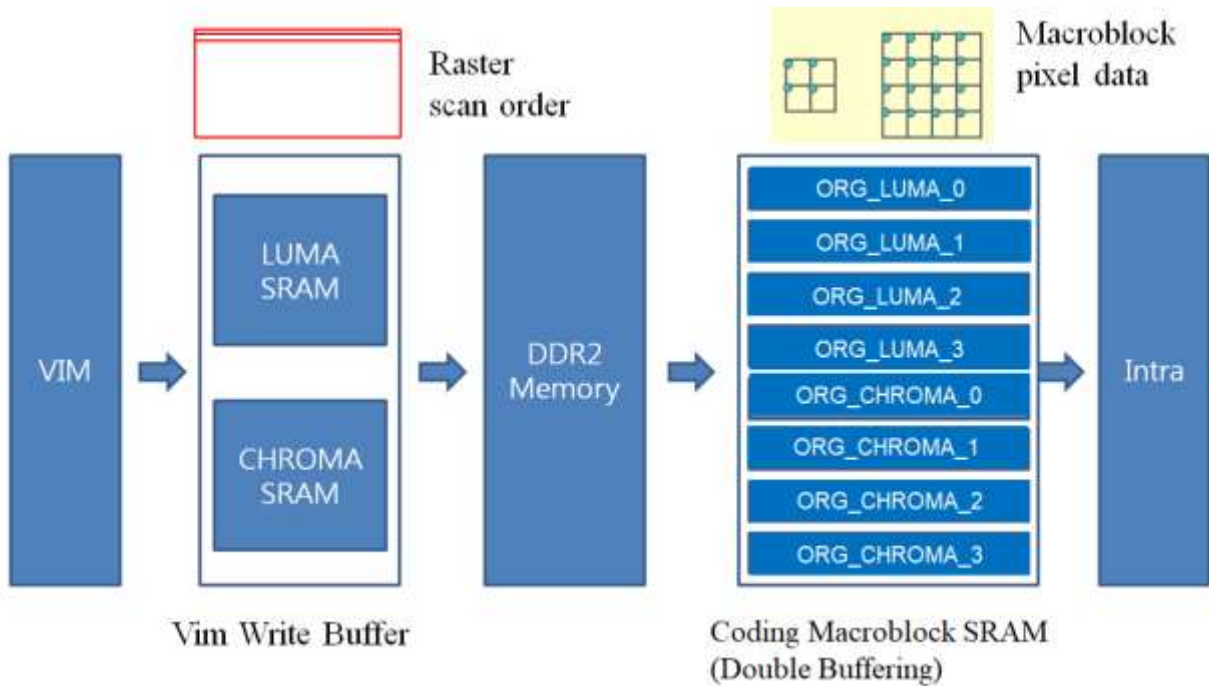 Raster
scan order
Macroblock
pixel data
VIM
LUMA
SRAM
CHROMA
SRAM
Vim Write Buffer
DDR2
Memory
ORG_LUMA_0
ORG_LUMA_1
ORG_LUMA_2
ORG_LUMA_3
ORG_CHROMA_0
ORG_CHROMA_1
ORG_CHROMA_2
ORG_CHROMA_3
Coding Macroblock SRAM
(Double Buffering)
Intra